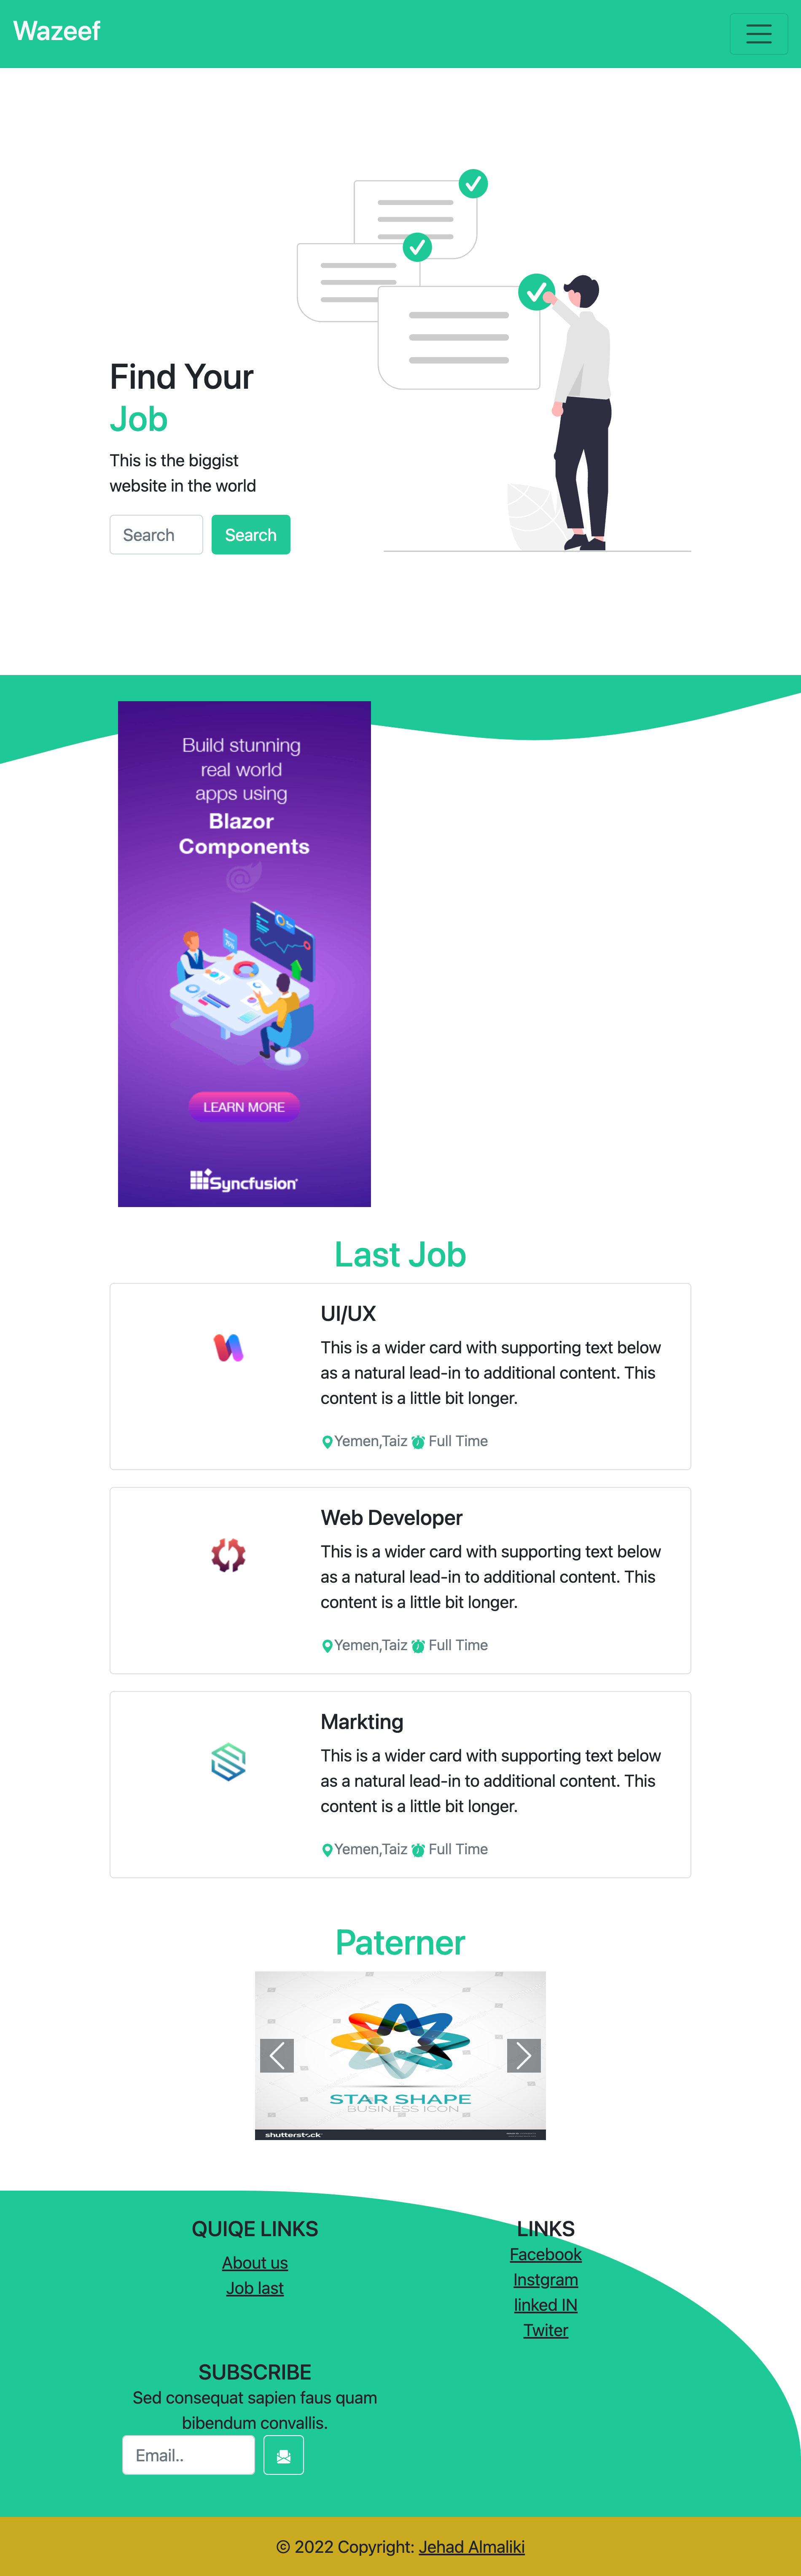 Wazeef
Find Your
Job
This is the biggist
website in the world
Search
Search
Build stunning
real world
apps using
Blazor
Components
LEARN MORE
Syncfusion
Last Job
UI/UX
This is a wider card with supporting text below
as a natural lead-in to additional content. This
content is a little bit longer.
Yemen,Taiz Full Time
Web Developer
This is a wider card with supporting text below
as a natural lead-in to additional content. This
content is a little bit longer.
Yemen,Taiz Full Time
Markting
This is a wider card with supporting text below
as a natural lead-in to additional content. This
content is a little bit longer.
Yemen,Taiz Full Time
Paterner
STAR SHAPE
BUSINESS ICON
shutterstock
QUIQE LINKS
About us
Job last
LINKS
Facebook
Instgram
linked IN
Twiter
SUBSCRIBE
Sed consequat sapien faus quam
bibendum convallis.
Email..
© 2022 Copyright: Jehad Almaliki